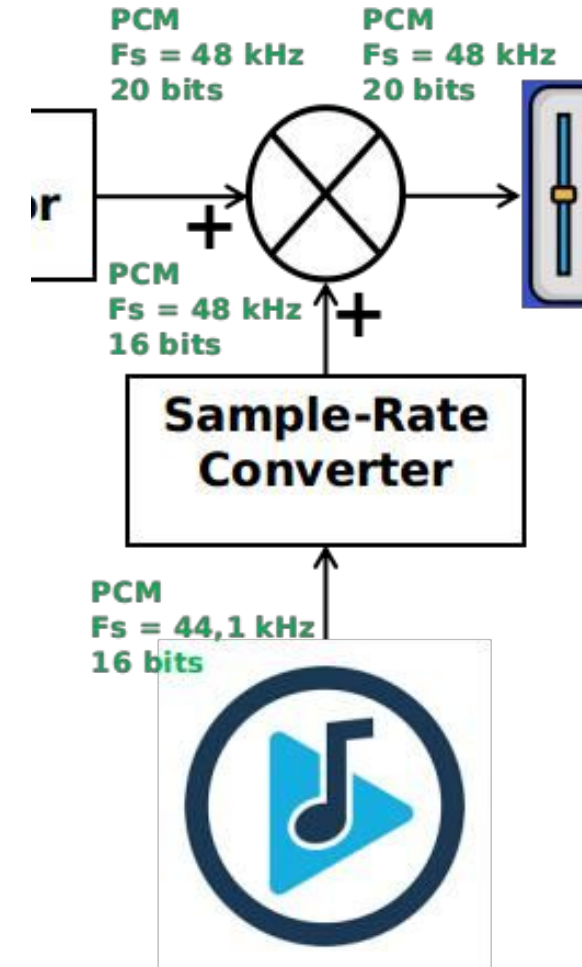 PCM
Fs = 48 kHz
20 bits
PCM
Fs = 48 kHz
20 bits
or
+
PCM
Fs = 48 kHz
16 bits
+
Sample-Rate
Converter
PCM
Fs = 44,1 kHz
16 bits